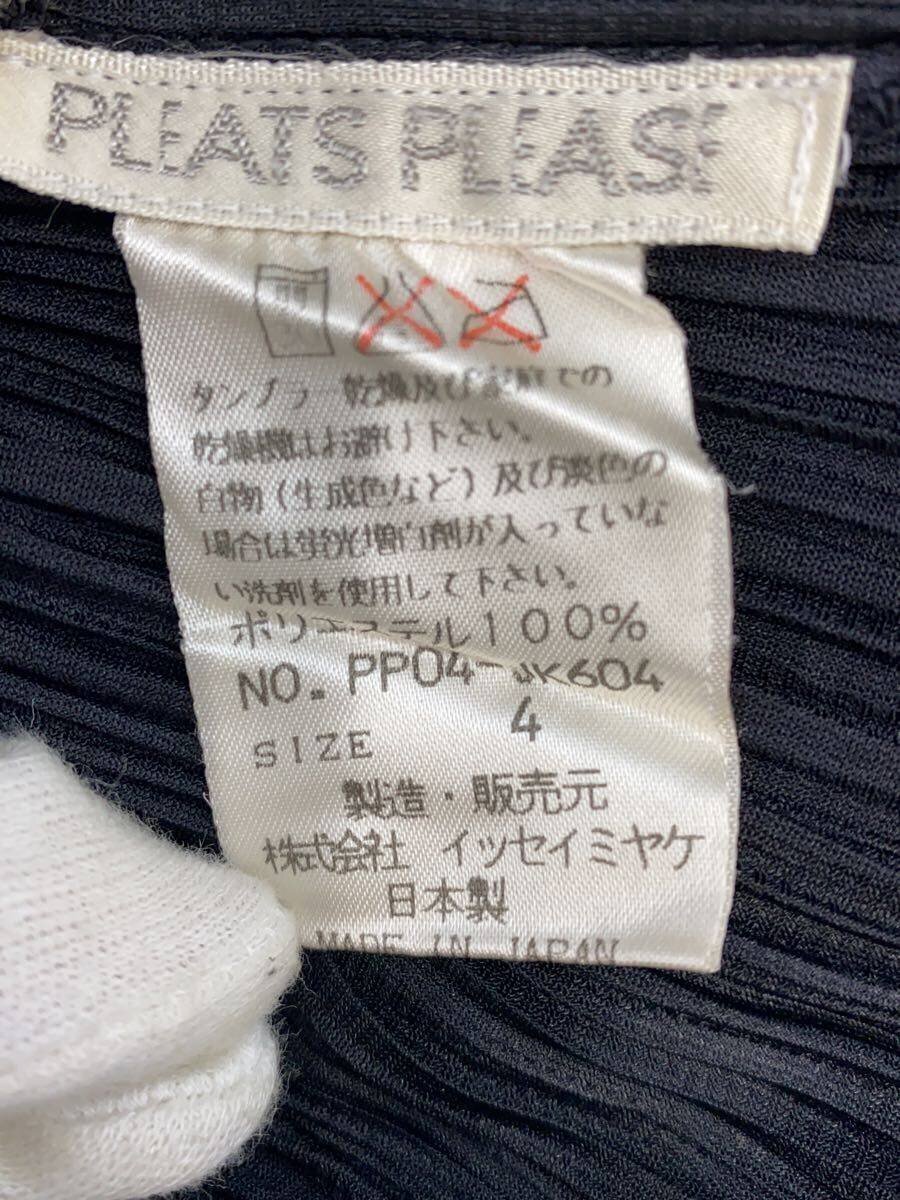 PLEATS PLEASE
タンブラー乾燥及び家庭での
乾燥機はお避け下さい。
白物(生成色など)及び淡色の
場合は蛍光増白剤が入っていな
い洗剤を使用して下さい。
ポリエステル100%
NO. PP04-JK604
SIZE 4
製造・販売元
株式会社 イッセイミヤケ
日本製
MADE IN JAPAN